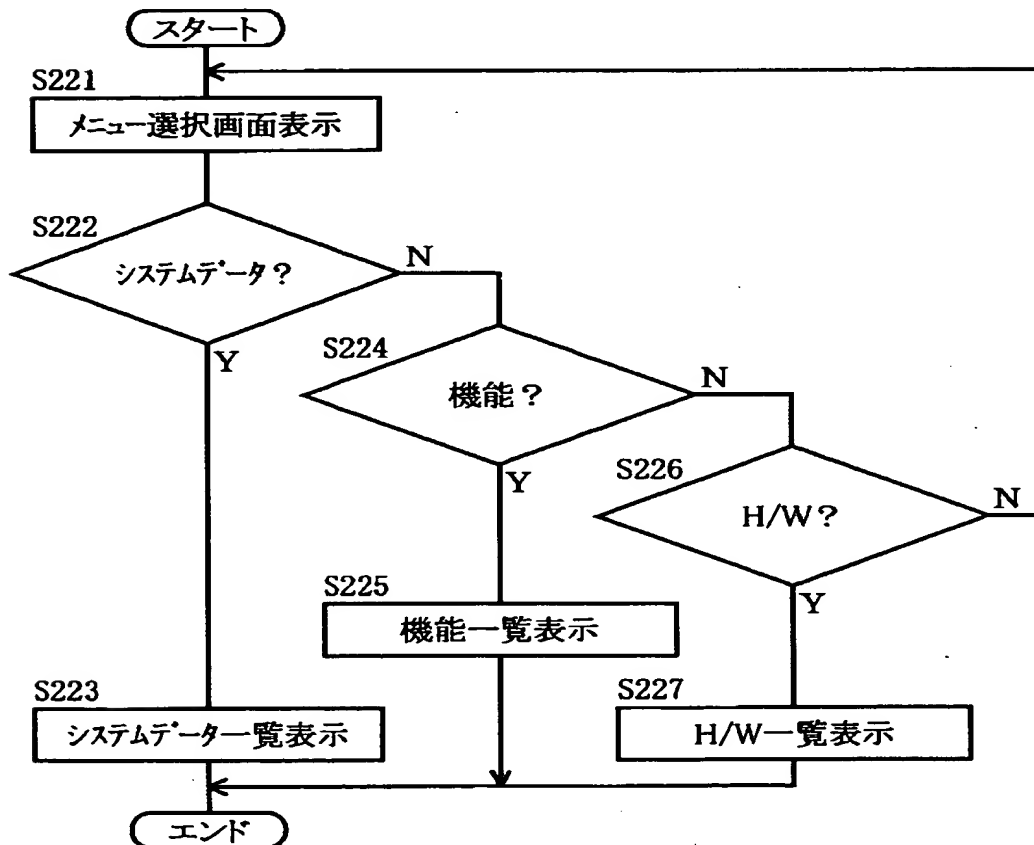 スタート
S221
メニュー選択画面表示
S222
システムデータ？
N
Y
S224
機能？
N
Y
S226
H/W？
N
Y
S225
機能一覧表示
S223
システムデータ一覧表示
S227
H/W一覧表示
エンド